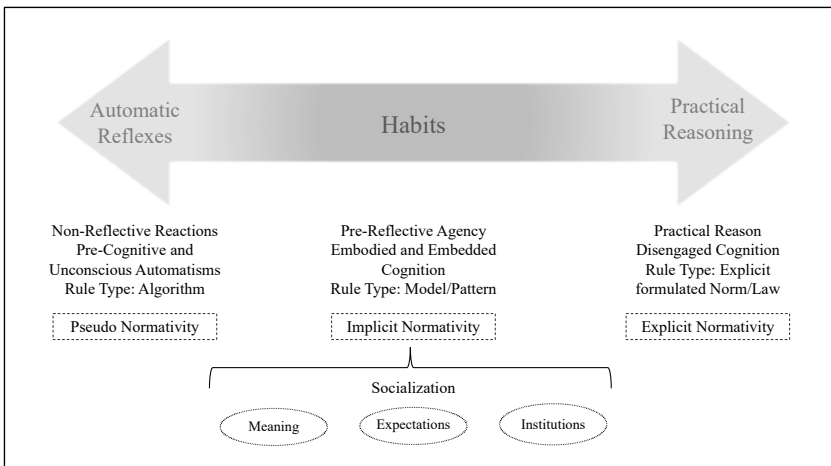 Automatic
Reflexes
Habits
Practical
Reasoning
Non-Reflective Reactions
Pre-Cognitive and
Unconscious Automatisms
Rule Type: Algorithm
Pseudo Normativity
Pre-Reflective Agency
Embodied and Embedded
Cognition
Rule Type: Model/Pattern
Implicit Normativity
Practical Reason
Disengaged Cognition
Rule Type: Explicit
formulated Norm/Law
Explicit Normativity
Socialization
Meaning
Expectations
Institutions